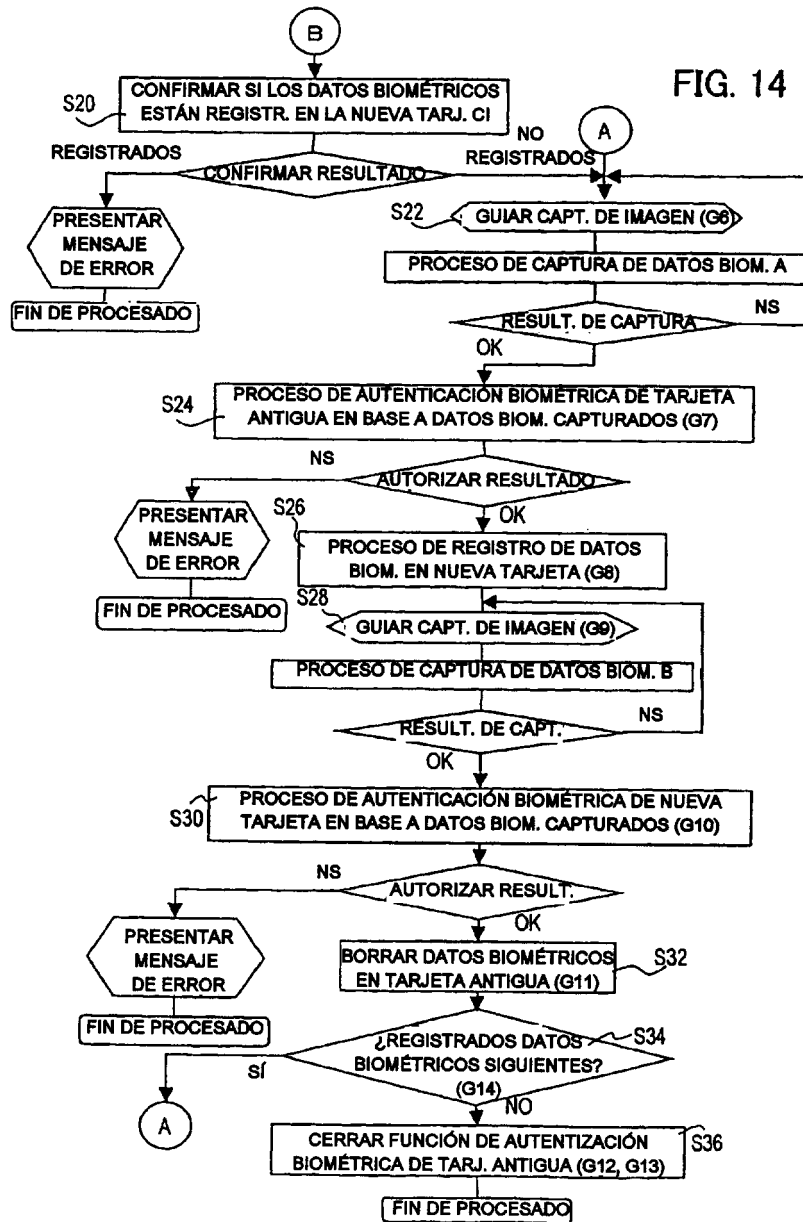 B
FIG. 14
S20
CONFIRMAR SI LOS DATOS BIOMÉTRICOS
ESTÁN REGISTR. EN LA NUEVA TARJ. CI
A
REGISTRADOS
NO
REGISTRADOS
CONFIRMAR RESULTADO
PRESENTAR
MENSAJE
DE ERROR
FIN DE PROCESADO
S22
GUIAR CAPT. DE IMAGEN (G6)
PROCESO DE CAPTURA DE DATOS BIOM. A
RESULT. DE CAPTURA
NS
OK
S24
PROCESO DE AUTENTICACIÓN BIOMÉTRICA DE TARJETA
ANTIGUA EN BASE A DATOS BIOM. CAPTURADOS (G7)
NS
AUTORIZAR RESULTADO
OK
PRESENTAR
MENSAJE
DE ERROR
FIN DE PROCESADO
S26
PROCESO DE REGISTRO DE DATOS
BIOM. EN NUEVA TARJETA (G8)
S28
GUIAR CAPT. DE IMAGEN (G9)
PROCESO DE CAPTURA DE DATOS BIOM. B
RESULT. DE CAPT.
NS
OK
S30
PROCESO DE AUTENTICACIÓN BIOMÉTRICA DE NUEVA
TARJETA EN BASE A DATOS BIOM. CAPTURADOS (G10)
NS
AUTORIZAR RESULT.
OK
PRESENTAR
MENSAJE
DE ERROR
FIN DE PROCESADO
BORRAR DATOS BIOMÉTRICOS
EN TARJETA ANTIGUA (G11)
S32
¿REGISTRADOS DATOS
BIOMÉTRICOS SIGUIENTES?
(G14)
S34
SÍ
A
NO
CERRAR FUNCIÓN DE AUTENTIZACIÓN
BIOMÉTRICA DE TARJ. ANTIGUA (G12, G13)
S36
FIN DE PROCESADO